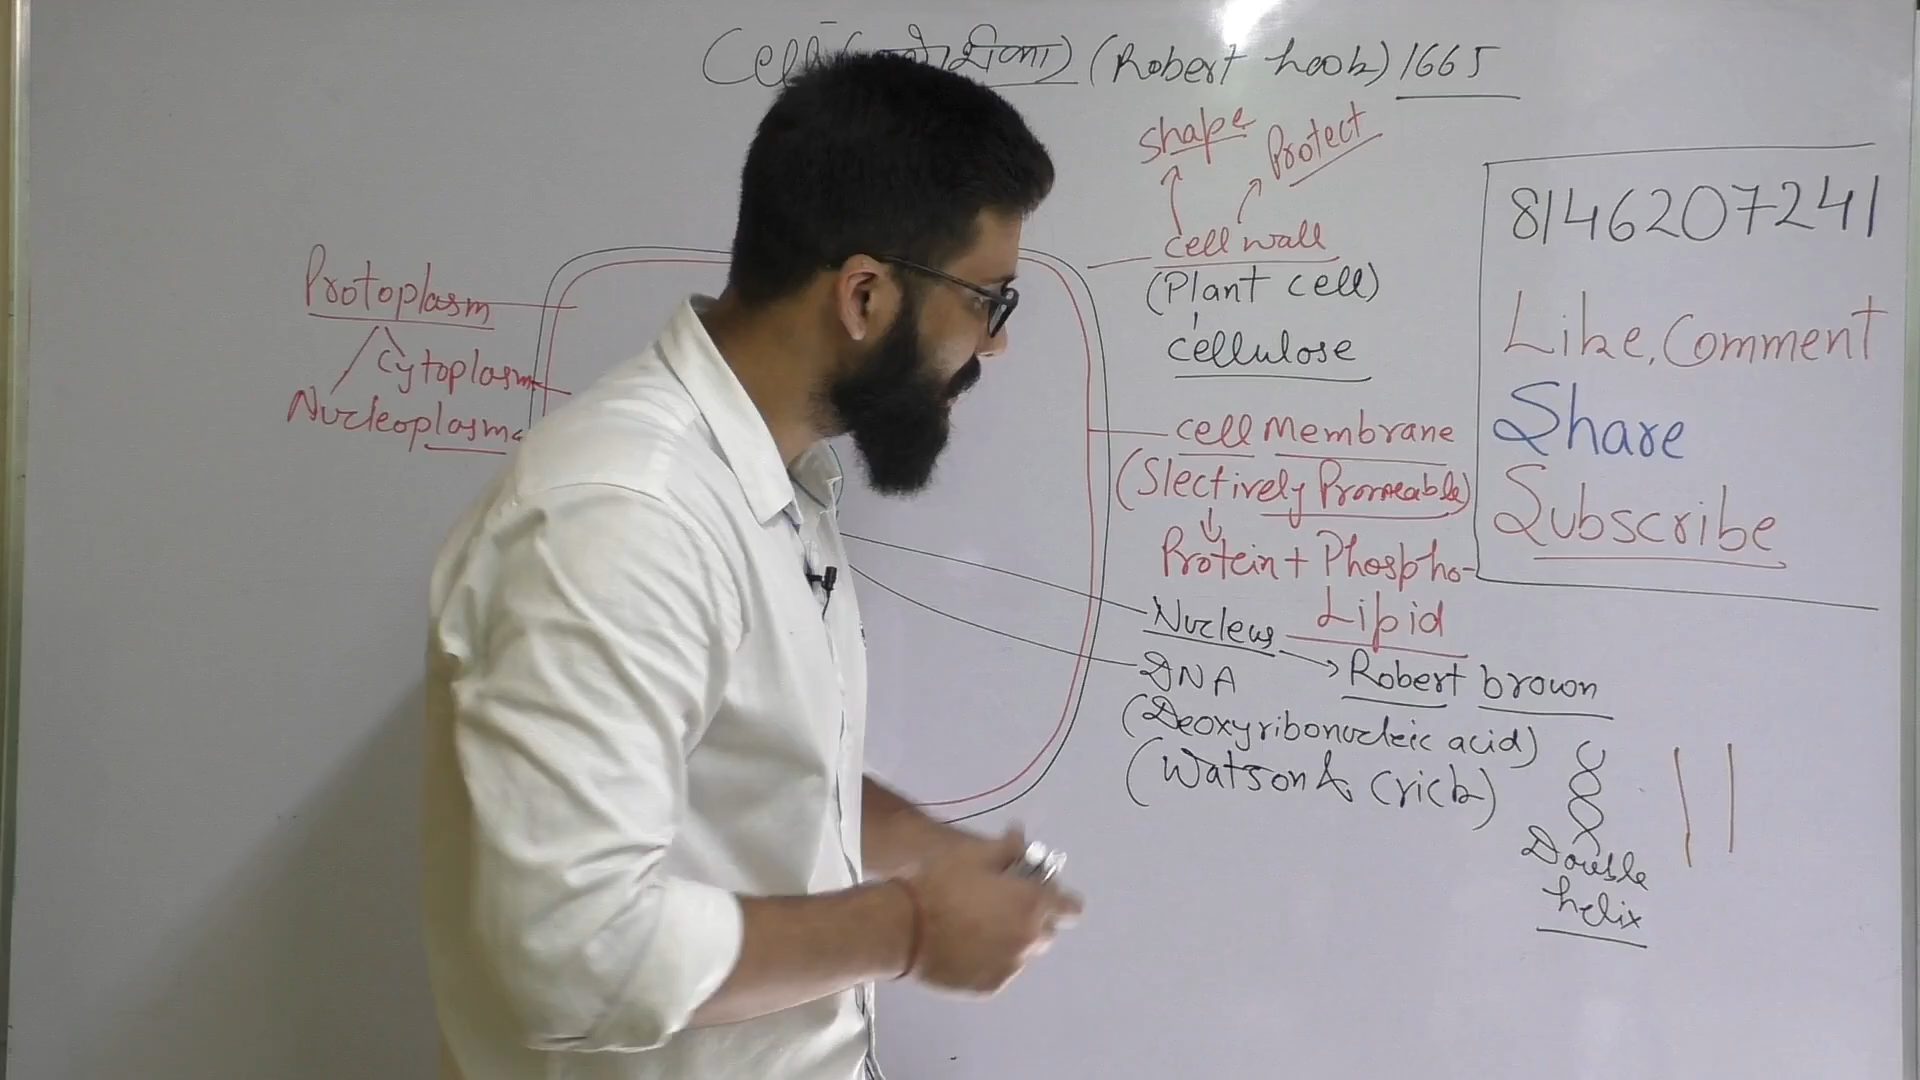 Cell (Robert hook) 1665
shape
Protect
cell wall
(Plant cell)
cellulose
cell Membrane
(Slectively Prormeable)
Protein + Phospho-
Lipid
Nucleus
Robert brown
DNA
(Deoxyribonucleic acid)
(Watson & Crick)
Double
helix
Protoplasm
Cytoplasm
Nucleoplasm
8146207241
Like, Comment
Share
Subscribe